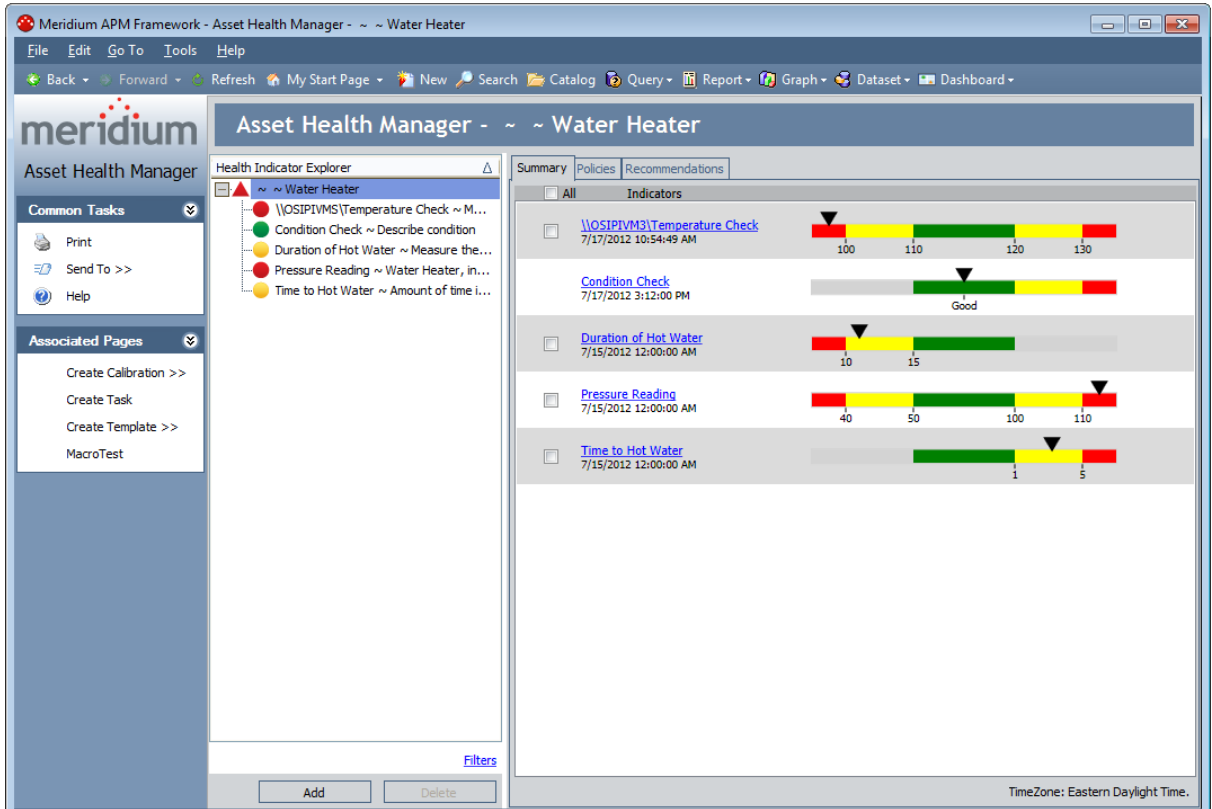 Meridium APM Framework - Asset Health Manager - ~ ~ Water Heater
File Edit Go To Tools Help
Back Forward Refresh My Start Page New Search Catalog Query Report Graph Dataset Dashboard
meridium
Asset Health Manager
Common Tasks
Print
Send To >>
Help
Associated Pages
Create Calibration >>
Create Task
Create Template >>
MacroTest
Asset Health Manager - ~ ~ Water Heater
Health Indicator Explorer
~ ~ Water Heater
\\OSIPIVMS\Temperature Check ~ M...
Condition Check ~ Describe condition
Duration of Hot Water ~ Measure the...
Pressure Reading ~ Water Heater, in...
Time to Hot Water ~ Amount of time i...
Filters
Add Delete
Summary Policies Recommendations
All Indicators
\\OSIPIVM3\Temperature Check
7/17/2012 10:54:49 AM
100 110 120 130
Condition Check
7/17/2012 3:12:00 PM
Good
Duration of Hot Water
7/15/2012 12:00:00 AM
10 15
Pressure Reading
7/15/2012 12:00:00 AM
40 50 100 110
Time to Hot Water
7/15/2012 12:00:00 AM
1 5
TimeZone: Eastern Daylight Time.